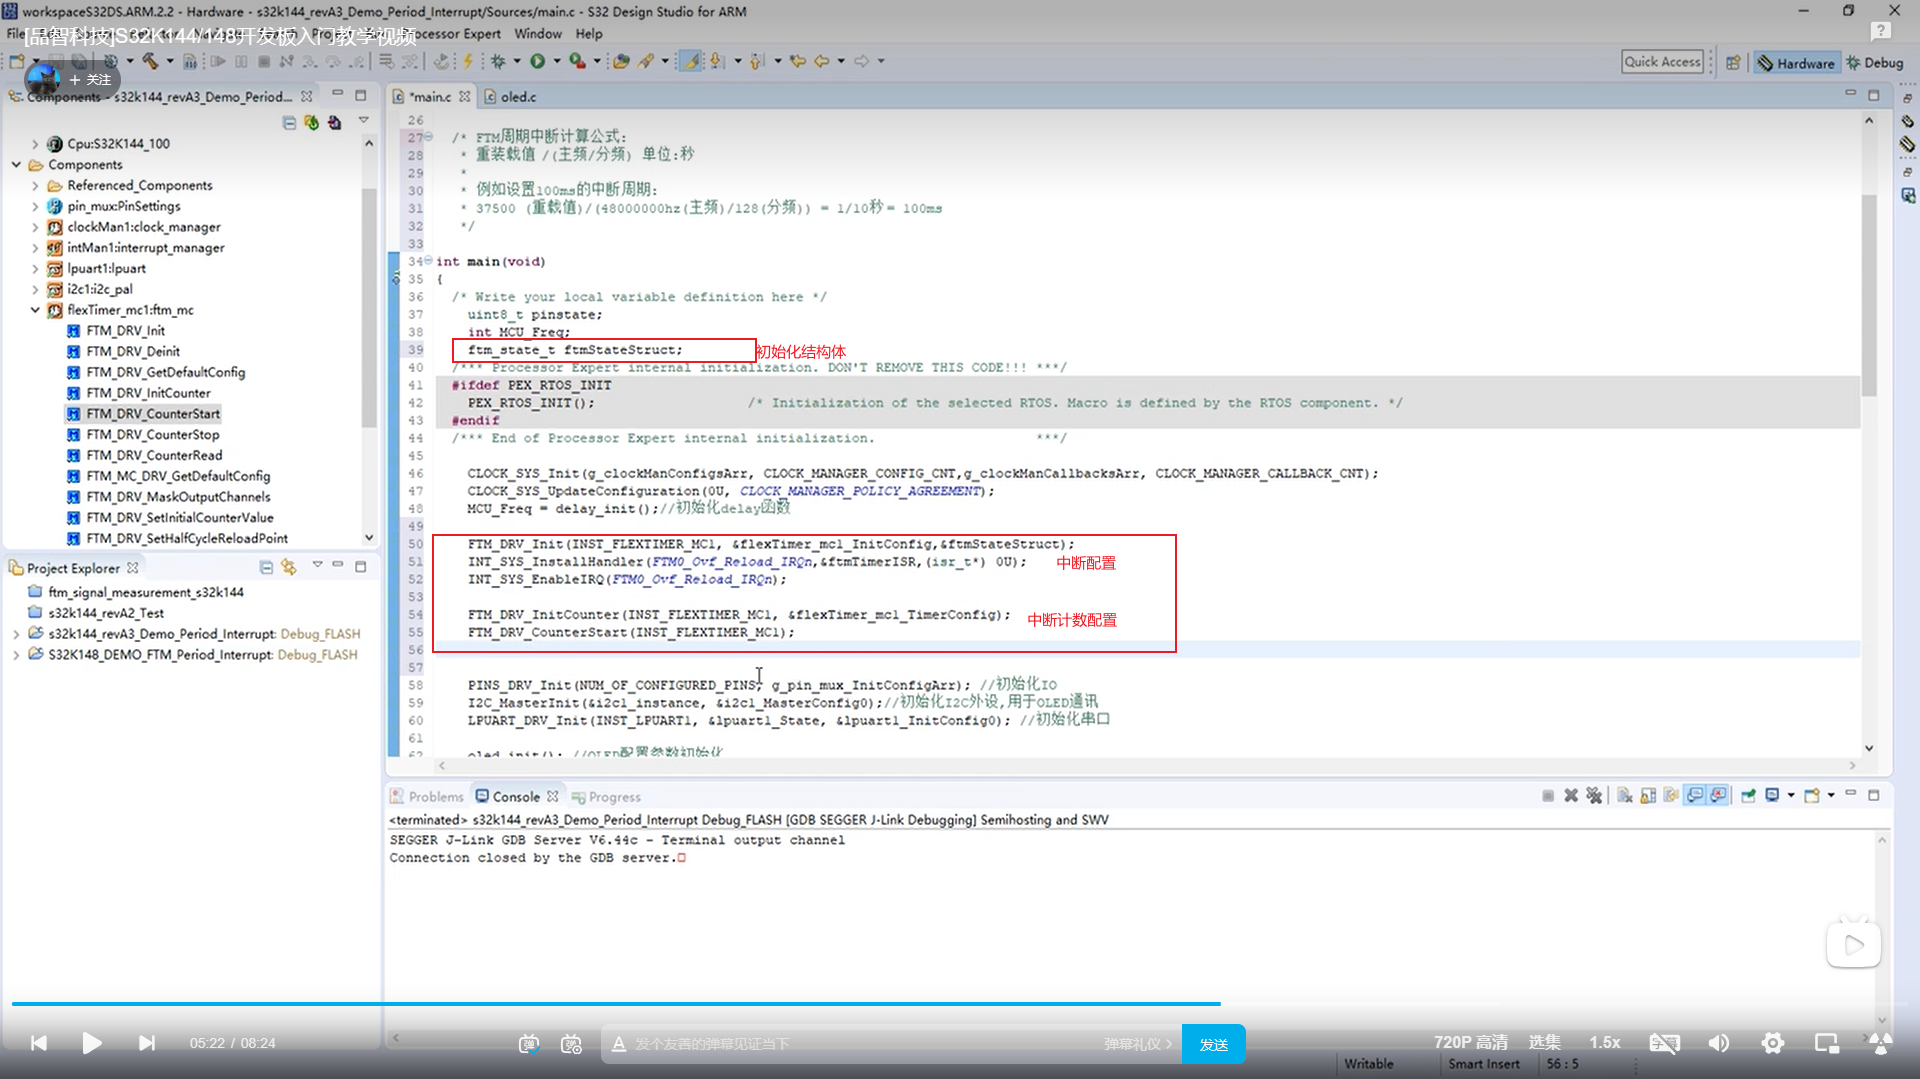 workspaceS32DS.ARM.2.2 - Hardware - s32k144_revA3_Demo_Period_Interrupt/Sources/main.c - S32 Design Studio for ARM
[品智科技]S32K144/148开发板入门教学视频
Processor Expert Window Help
+ 关注
Quick Access
Hardware
Debug
Components - s32k144_revA3_Demo_Period...
Cpu:S32K144_100
Components
Referenced_Components
pin_mux:PinSettings
clockMan1:clock_manager
intMan1:interrupt_manager
lpuart1:lpuart
i2c1:i2c_pal
flexTimer_mc1:ftm_mc
FTM_DRV_Init
FTM_DRV_Deinit
FTM_DRV_GetDefaultConfig
FTM_DRV_InitCounter
FTM_DRV_CounterStart
FTM_DRV_CounterStop
FTM_DRV_CounterRead
FTM_MC_DRV_GetDefaultConfig
FTM_DRV_MaskOutputChannels
FTM_DRV_SetInitialCounterValue
FTM_DRV_SetHalfCycleReloadPoint
Project Explorer
ftm_signal_measurement_s32k144
s32k144_revA2_Test
s32k144_revA3_Demo_Period_Interrupt: Debug_FLASH
S32K148_DEMO_FTM_Period_Interrupt: Debug_FLASH
*main.c
oled.c
26
27 /* FTM周期中断计算公式:
28 * 重装载值 /(主频/分频) 单位:秒
29 *
30 * 例如设置100ms的中断周期:
31 * 37500 (重载值)/(48000000hz(主频)/128(分频)) = 1/10秒 = 100ms
32 */
33
34 int main(void)
35 {
36 /* Write your local variable definition here */
37 uint8_t pinstate;
38 int MCU_Freq;
39 ftm_state_t ftmStateStruct;
初始化结构体
40 /*** Processor Expert internal initialization. DON'T REMOVE THIS CODE!!! ***/
41 #ifdef PEX_RTOS_INIT
42 PEX_RTOS_INIT(); /* Initialization of the selected RTOS. Macro is defined by the RTOS component. */
43 #endif
44 /*** End of Processor Expert internal initialization. ***/
45
46 CLOCK_SYS_Init(g_clockManConfigsArr, CLOCK_MANAGER_CONFIG_CNT,g_clockManCallbacksArr, CLOCK_MANAGER_CALLBACK_CNT);
47 CLOCK_SYS_UpdateConfiguration(0U, CLOCK_MANAGER_POLICY_AGREEMENT);
48 MCU_Freq = delay_init();//初始化delay函数
49
50 FTM_DRV_Init(INST_FLEXTIMER_MC1, &flexTimer_mc1_InitConfig,&ftmStateStruct);
51 INT_SYS_InstallHandler(FTM0_Ovf_Reload_IRQn,&ftmTimerISR,(isr_t*) 0U);
中断配置
52 INT_SYS_EnableIRQ(FTM0_Ovf_Reload_IRQn);
53
54 FTM_DRV_InitCounter(INST_FLEXTIMER_MC1, &flexTimer_mc1_TimerConfig);
中断计数配置
55 FTM_DRV_CounterStart(INST_FLEXTIMER_MC1);
56
57
58 PINS_DRV_Init(NUM_OF_CONFIGURED_PINS, g_pin_mux_InitConfigArr); //初始化IO
59 I2C_MasterInit(&i2c1_instance, &i2c1_MasterConfig0);//初始化I2C外设,用于OLED通讯
60 LPUART_DRV_Init(INST_LPUART1, &lpuart1_State, &lpuart1_InitConfig0); //初始化串口
61
62 oled_init(); //OLED配置参数初始化
Problems
Console
Progress
<terminated> s32k144_revA3_Demo_Period_Interrupt Debug_FLASH [GDB SEGGER J-Link Debugging] Semihosting and SWV
SEGGER J-Link GDB Server V6.44c - Terminal output channel
Connection closed by the GDB server.
05:22 / 08:24
发个友善的弹幕见证当下
弹幕礼仪 >
发送
720P 高清
选集
1.5x
Writable
Smart Insert
56 : 5